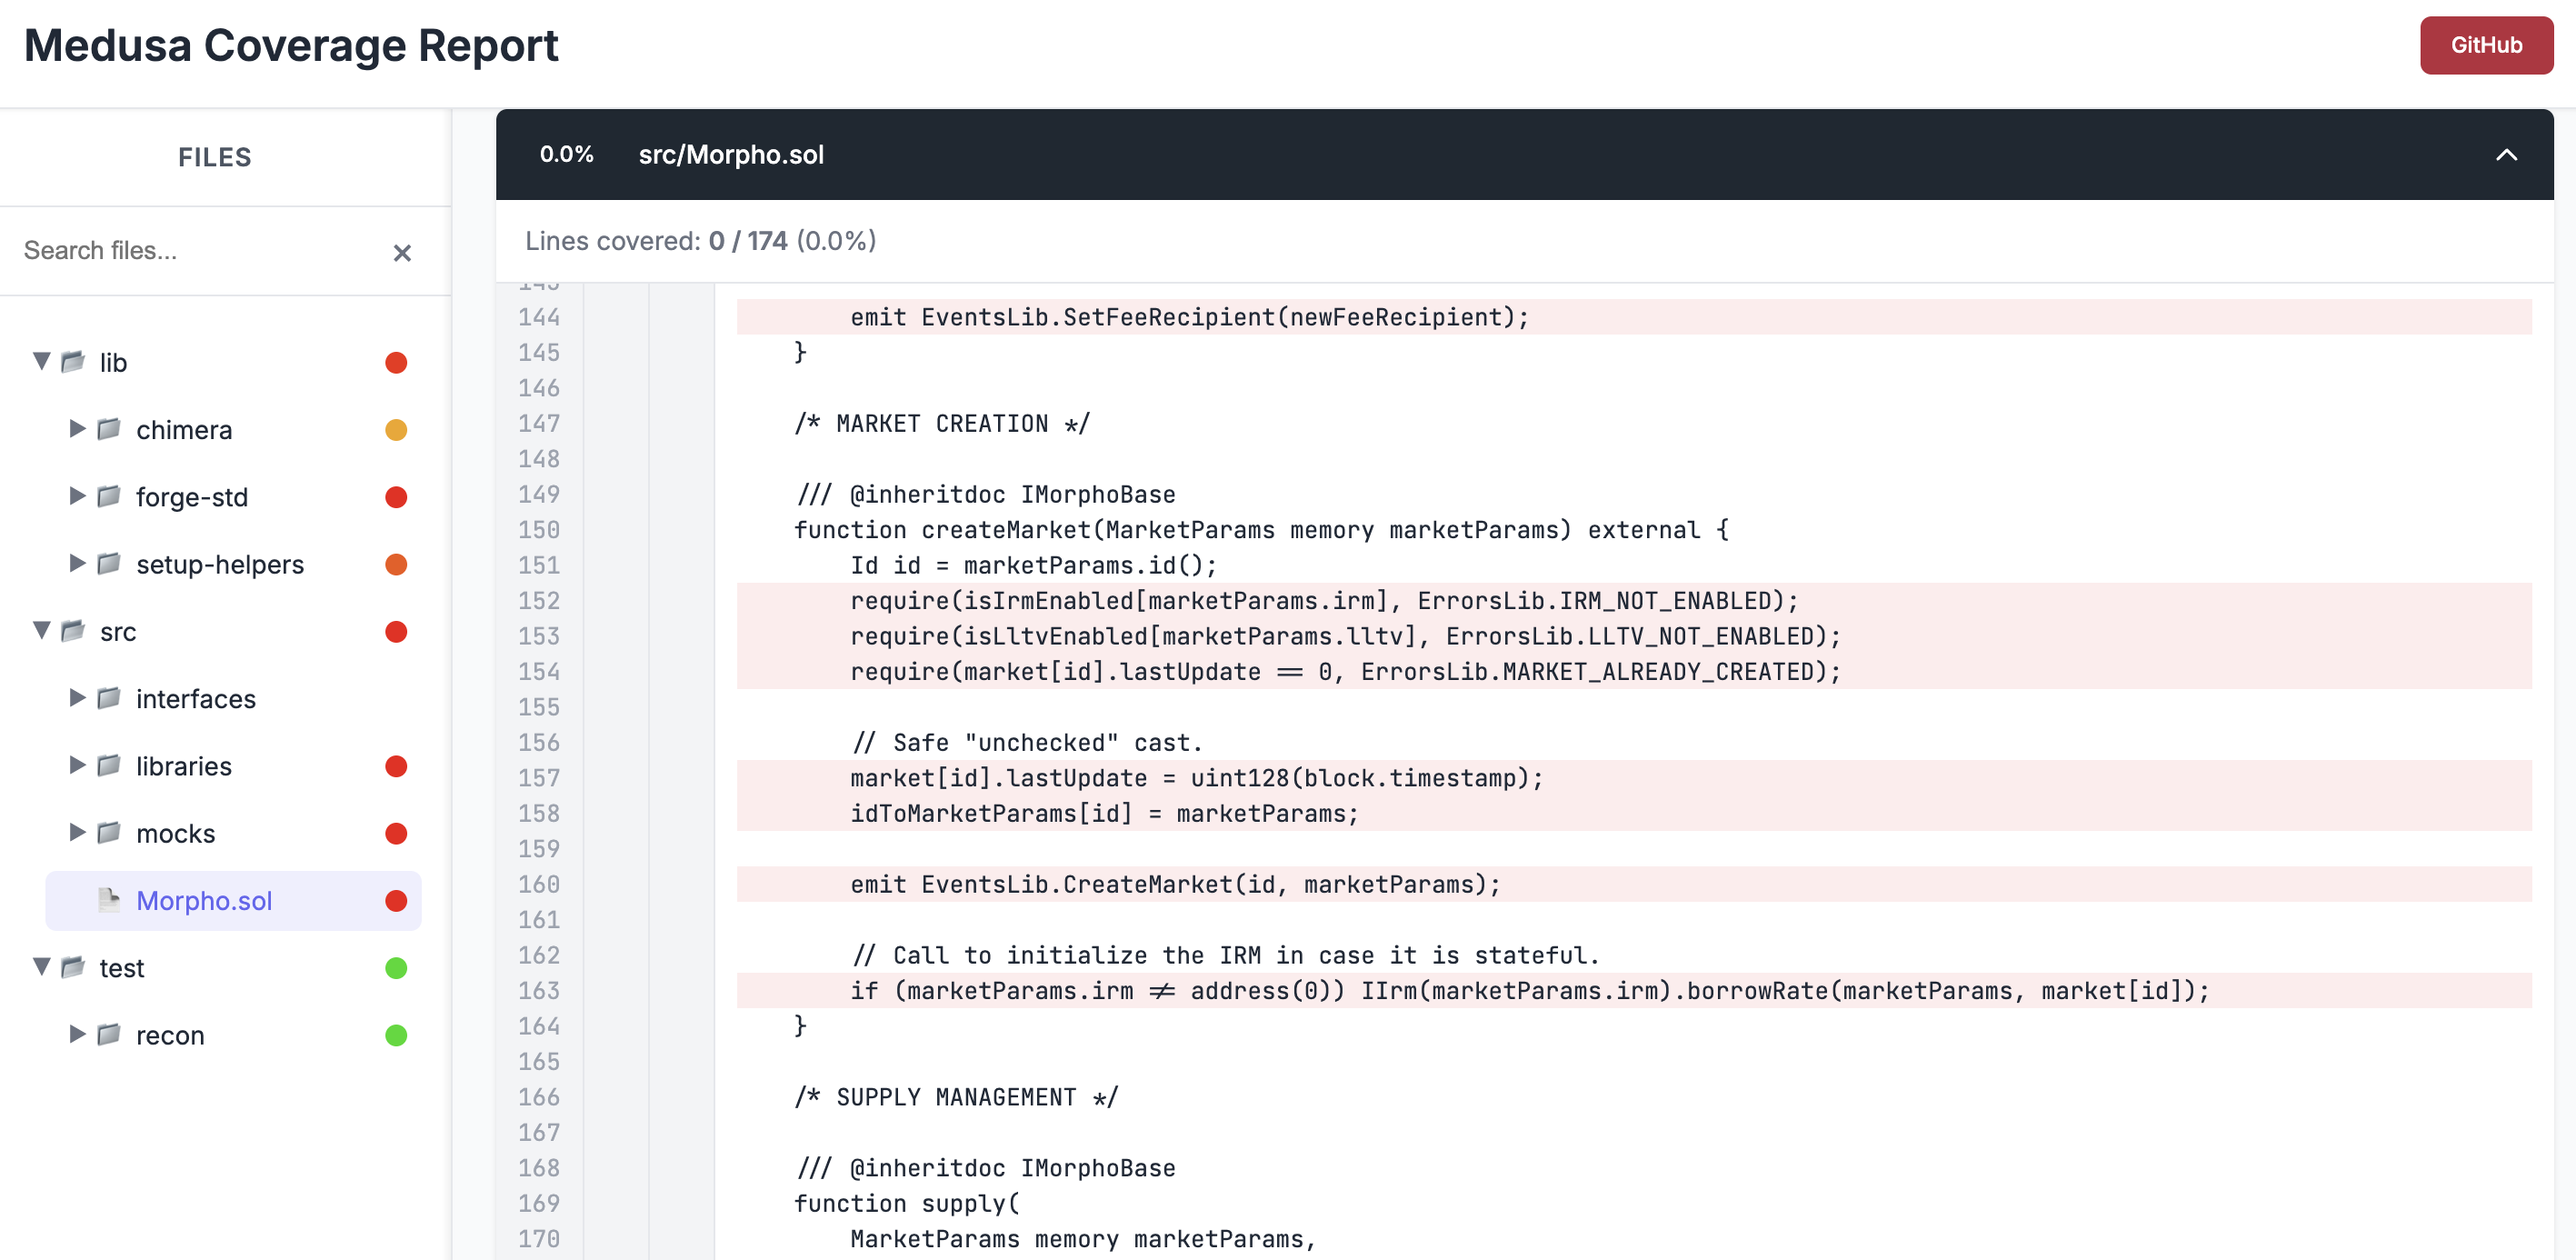 Medusa Coverage Report
GitHub
FILES
Search files...
lib
chimera
forge-std
setup-helpers
src
interfaces
libraries
mocks
Morpho.sol
test
recon
0.0% src/Morpho.sol
Lines covered: 0 / 174 (0.0%)
144 emit EventsLib.SetFeeRecipient(newFeeRecipient);
145 }
146
147 /* MARKET CREATION */
148
149 /// @inheritdoc IMorphoBase
150 function createMarket(MarketParams memory marketParams) external {
151 Id id = marketParams.id();
152 require(isIrmEnabled[marketParams.irm], ErrorsLib.IRM_NOT_ENABLED);
153 require(isLltvEnabled[marketParams.lltv], ErrorsLib.LLTV_NOT_ENABLED);
154 require(market[id].lastUpdate == 0, ErrorsLib.MARKET_ALREADY_CREATED);
155
156 // Safe "unchecked" cast.
157 market[id].lastUpdate = uint128(block.timestamp);
158 idToMarketParams[id] = marketParams;
159
160 emit EventsLib.CreateMarket(id, marketParams);
161
162 // Call to initialize the IRM in case it is stateful.
163 if (marketParams.irm != address(0)) IIrm(marketParams.irm).borrowRate(marketParams, market[id]);
164 }
165
166 /* SUPPLY MANAGEMENT */
167
168 /// @inheritdoc IMorphoBase
169 function supply(
170 MarketParams memory marketParams,